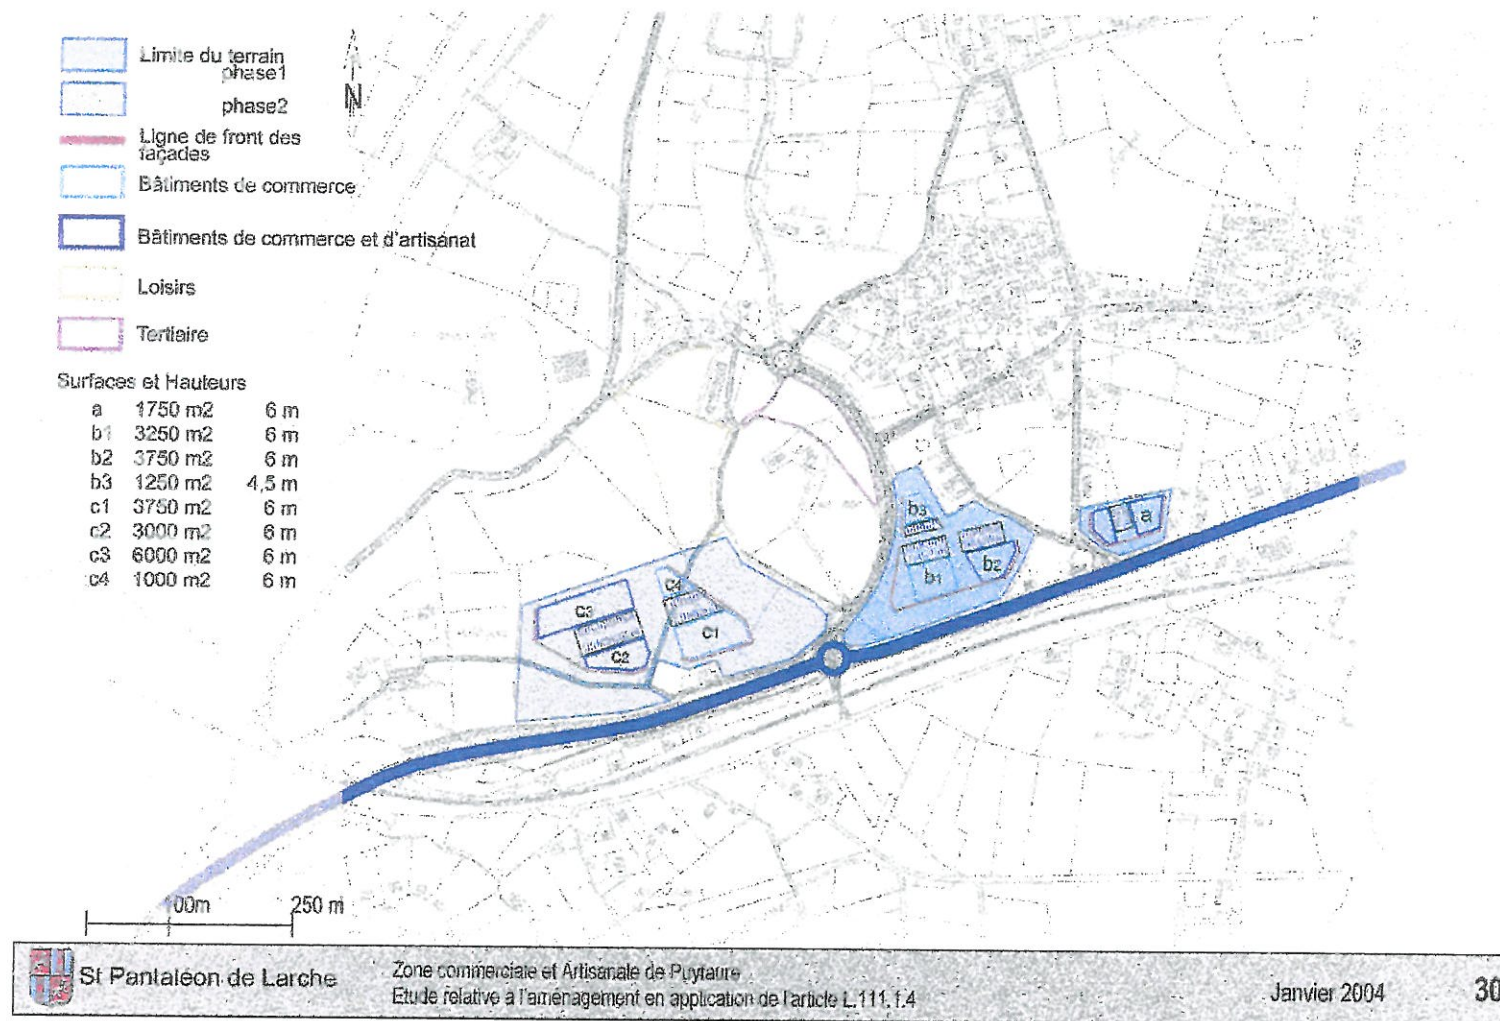 Limite du terrain
phase1
phase2
N
Ligne de front des
façades
Bâtiments de commerce
Bâtiments de commerce et d'artisanat
Loisirs
Tertiaire
Surfaces et Hauteurs
a 1750 m2 6 m
b1 3250 m2 6 m
b2 3750 m2 6 m
b3 1250 m2 4,5 m
c1 3750 m2 6 m
c2 3000 m2 6 m
c3 6000 m2 6 m
c4 1000 m2 6 m
b3
a
b1
b2
c4
c3
c1
c2
100m 250 m
St Pantaléon de Larche
Zone commerciale et Artisanale de Puyfaure
Etude relative à l'aménagement en application de l'article L.111.1.4
Janvier 2004
30